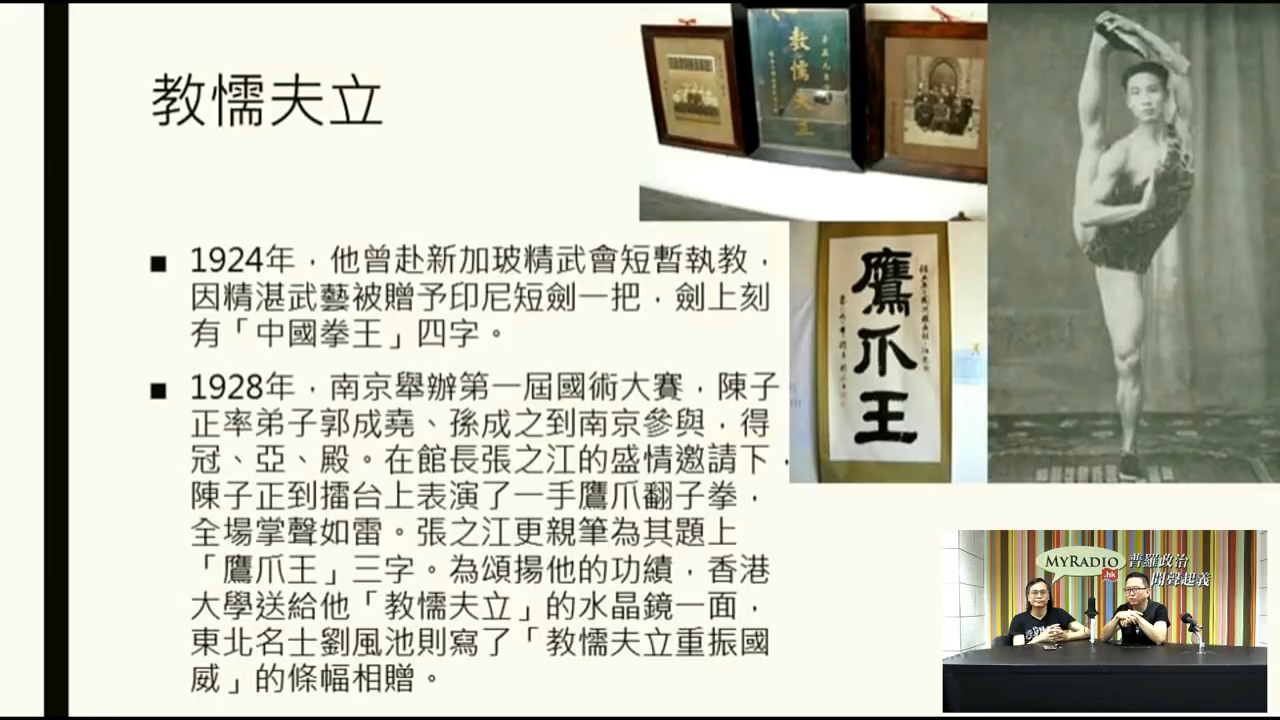 教懦夫立
1924年，他曾赴新加玻精武會短暫執教，
因精湛武藝被贈予印尼短劍一把，劍上刻
有「中國拳王」四字。
1928年，南京舉辦第一屆國術大賽，陳子
正率弟子郭成堯、孫成之到南京參與，得
冠、亞、殿。在館長張之江的盛情邀請下，
陳子正到擂台上表演了一手鷹爪翻子拳，
全場掌聲如雷。張之江更親筆為其題上
「鷹爪王」三字。為頌揚他的功績，香港
大學送給他「教懦夫立」的水晶鏡一面，
東北名士劉風池則寫了「教懦夫立重振國
威」的條幅相贈。
教懦夫立
鷹爪王
MYRADIO
.hk
普羅政治
開聲起義